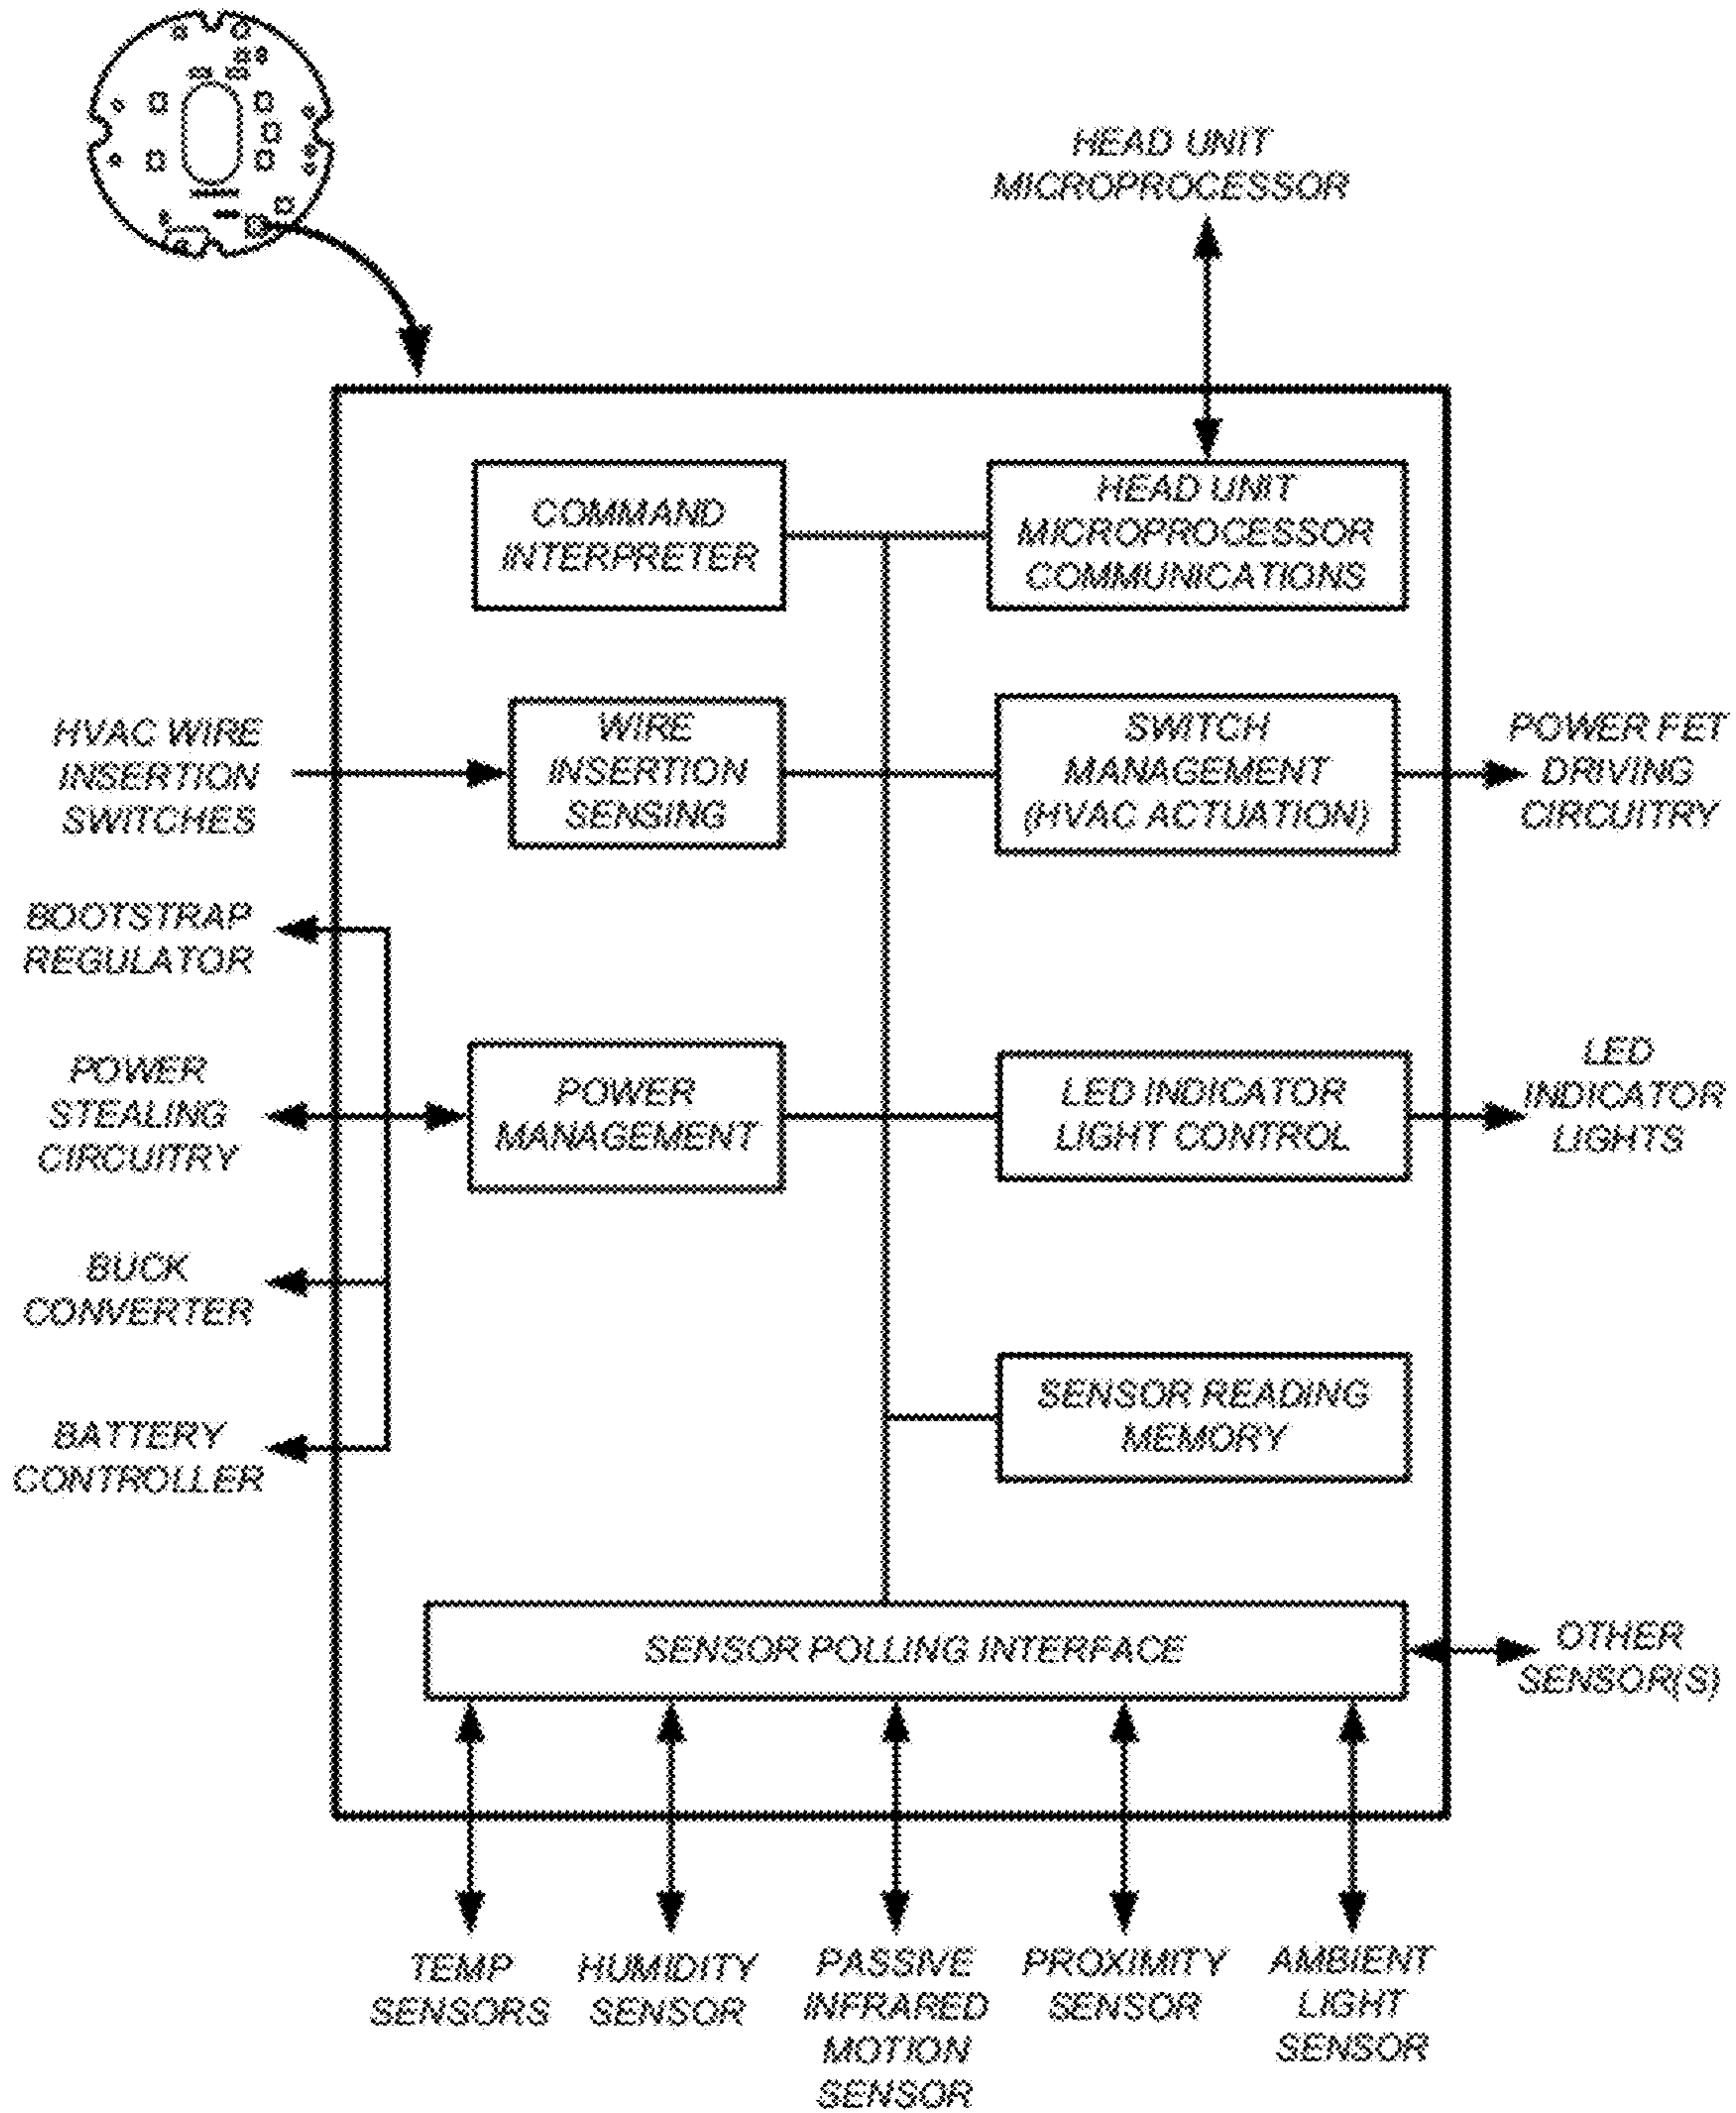 HEAD UNIT
MICROPROCESSOR
COMMAND
INTERPRETER
HEAD UNIT
MICROPROCESSOR
COMMUNICATIONS
HVAC WIRE
INSERTION
SWITCHES
WIRE
INSERTION
SENSING
SWITCH
MANAGEMENT
(HVAC ACTUATION)
POWER FET
DRIVING
CIRCUITRY
BOOTSTRAP
REGULATOR
POWER
STEALING
CIRCUITRY
POWER
MANAGEMENT
LED INDICATOR
LIGHT CONTROL
LED
INDICATOR
LIGHTS
BUCK
CONVERTER
BATTERY
CONTROLLER
SENSOR READING
MEMORY
SENSOR POLLING INTERFACE
OTHER
SENSOR(S)
TEMP
SENSORS
HUMIDITY
SENSOR
PASSIVE
INFRARED
MOTION
SENSOR
PROXIMITY
SENSOR
AMBIENT
LIGHT
SENSOR